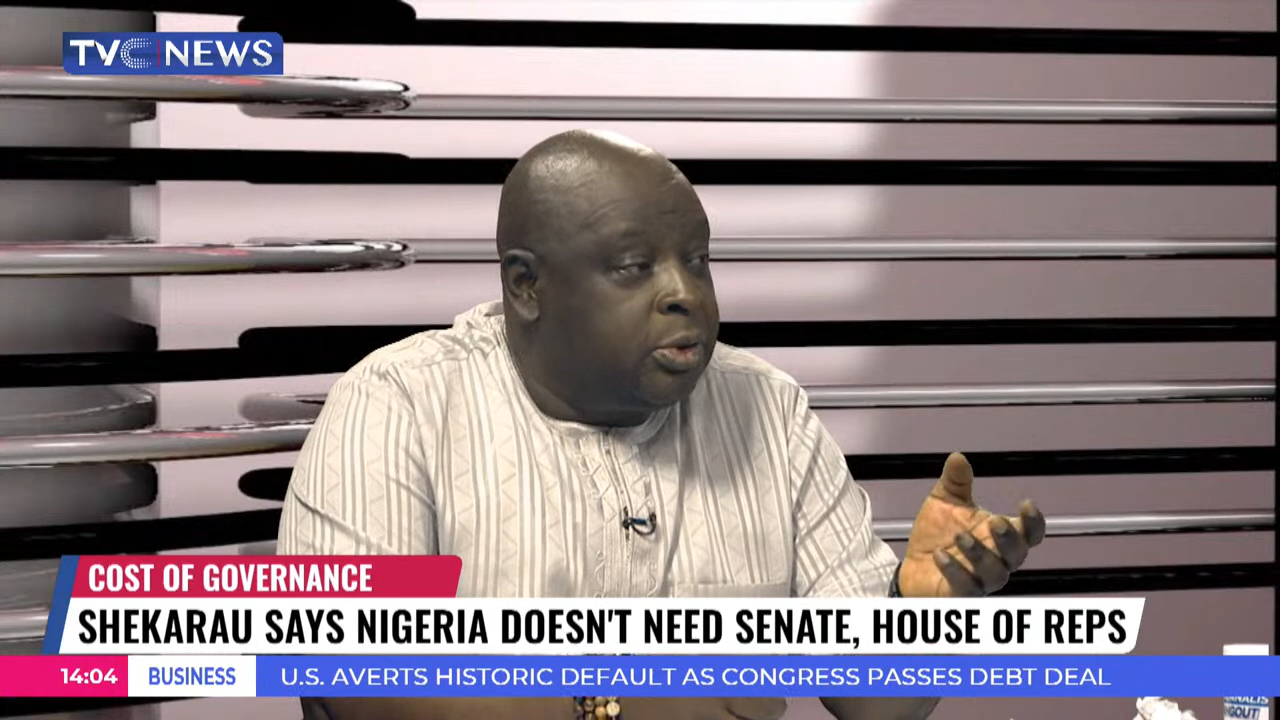 TVC NEWS
COST OF GOVERNANCE
SHEKARAU SAYS NIGERIA DOESN'T NEED SENATE, HOUSE OF REPS
14:04 BUSINESS U.S. AVERTS HISTORIC DEFAULT AS CONGRESS PASSES DEBT DEAL